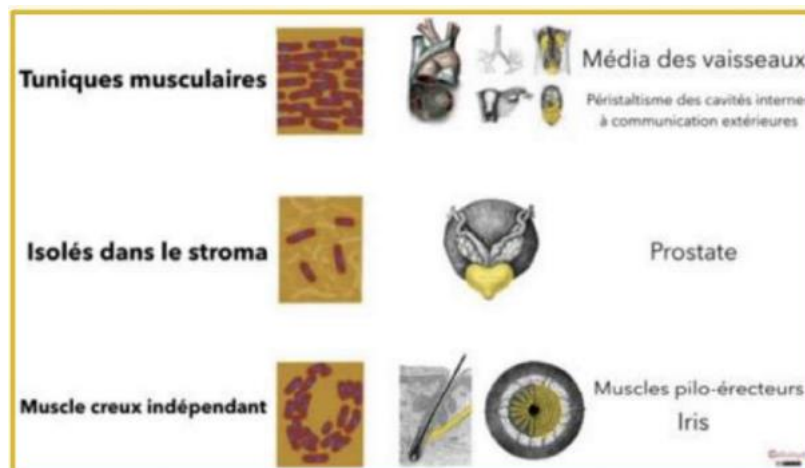 Tuniques musculaires
Média des vaisseaux
Péristaltisme des cavités interne
à communication extérieures
Isolés dans le stroma
Prostate
Muscle creux indépendant
Muscles pilo-érecteurs
Iris